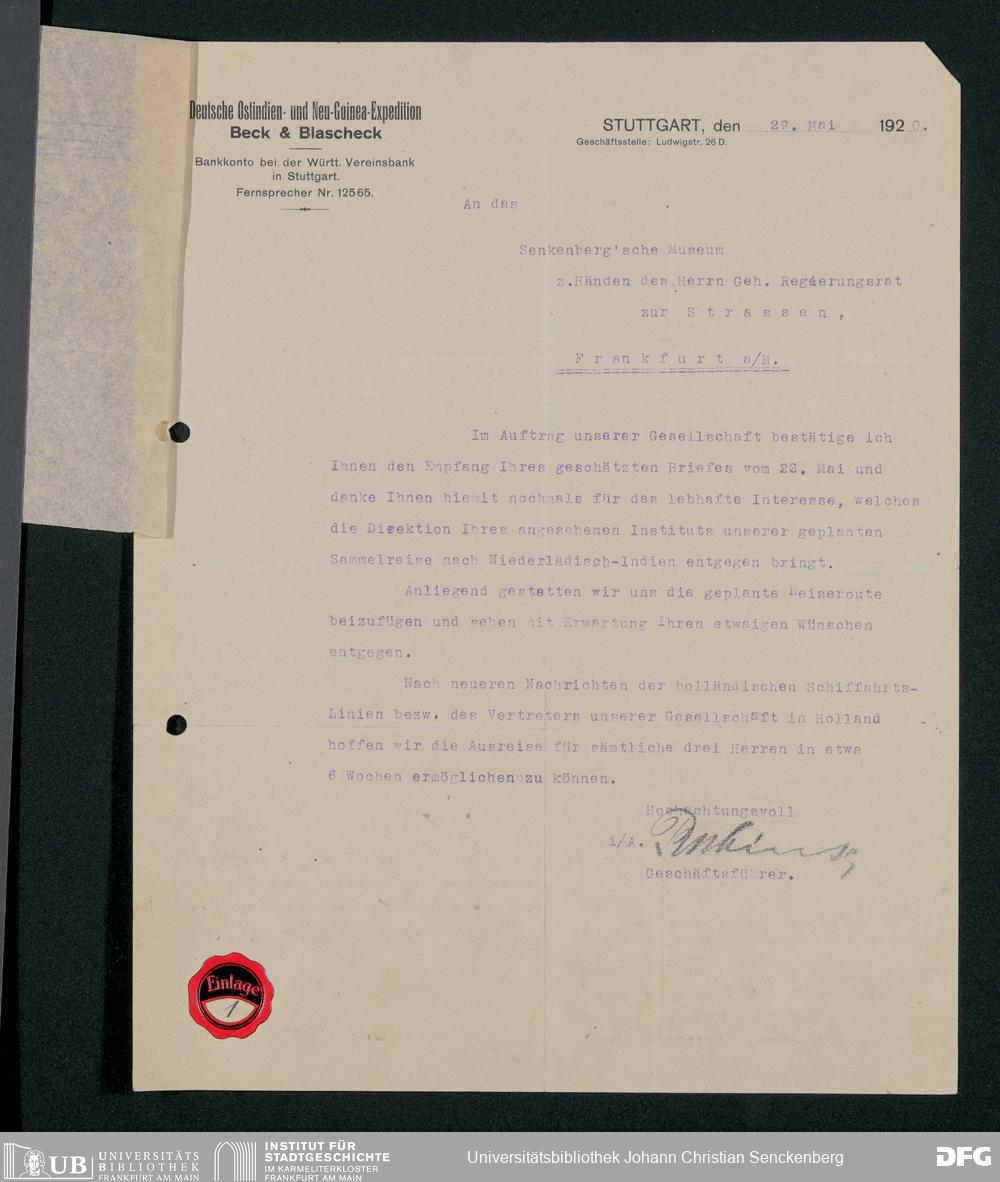 Deutsche Ostindien- und Neu-Guinea-Expedition
Beck & Blascheck
Bankkonto bei der Württ. Vereinsbank
in Stuttgart.
Fernsprecher Nr. 12565.
STUTTGART, den 29. Mai 1920.
Geschäftsstelle: Ludwigstr. 26 D.
An das
Senkenberg'sche Museum
z.Händen des Herrn Geh. Regierungsrat
zur S t r a s s e n ,
F r a n k f u r t a/M.
Im Auftrag unserer Gesellschaft bestätige ich
Ihnen den Empfang Ihres geschätzten Briefes vom 22. Mai und
danke Ihnen hiemit nochmals für das lebhafte Interesse, welches
die Direktion Ihres angesehenen Instituts unserer geplanten
Sammelreise nach Niederlädisch-Indien entgegen bringt.
Anliegend gestatten wir uns die geplante Reiseroute
beizufügen und sehen mit Erwartung Ihren etwaigen Wünschen
entgegen.
Nach neueren Nachrichten der holländischen Schiffahrts-
Linien bezw. des Vertreters unserer Gesellschaft in Holland
hoffen wir die Ausreise für sämtliche drei Herren in etwa
6 Wochen ermöglichen zu können.
Hochachtungsvoll
i/A.
Geschäftsführer.
Einlage
1
UB UNIVERSITÄTS
BIBLIOTHEK
FRANKFURT AM MAIN
INSTITUT FÜR
STADTGESCHICHTE
IM KARMELITERKLOSTER
FRANKFURT AM MAIN
Universitätsbibliothek Johann Christian Senckenberg
DFG